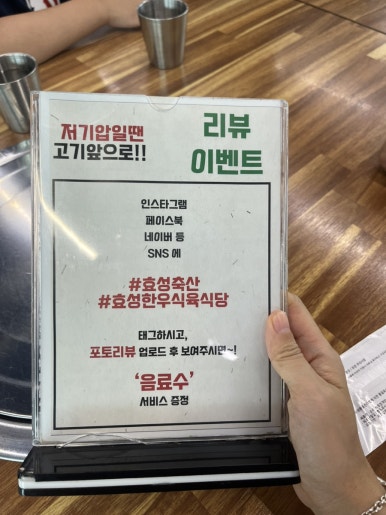 저기압일땐
고기앞으로!!
리뷰
이벤트
인스타그램
페이스북
네이버 등
SNS 에
#효성축산
#효성한우식육식당
태그하시고,
포토리뷰 업로드 후 보여주시면~!
'음료수'
서비스 증정